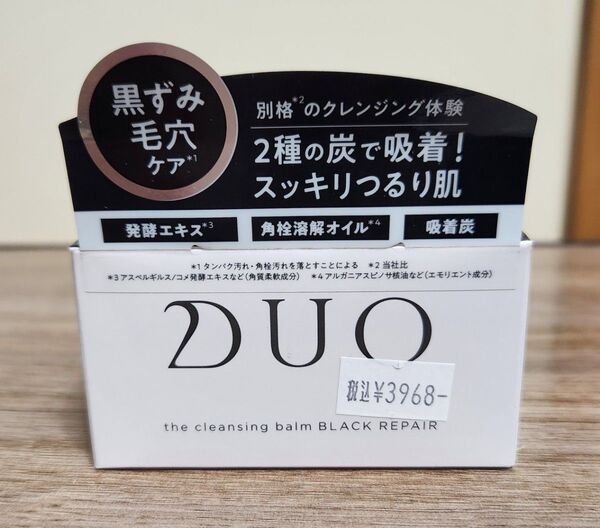 黒ずみ
毛穴
ケア*1
別格*2のクレンジング体験
2種の炭で吸着!
スッキリつるり肌
発酵エキス*3 角栓溶解オイル*4 吸着炭
*1 タンパク汚れ・角栓汚れを落とすことによる *2 当社比
*3 アスペルギルス/コメ発酵エキスなど(角質柔軟成分) *4 アルガニアスピノサ核油など(エモリエント成分)
DUO
税込¥3968-
the cleansing balm BLACK REPAIR